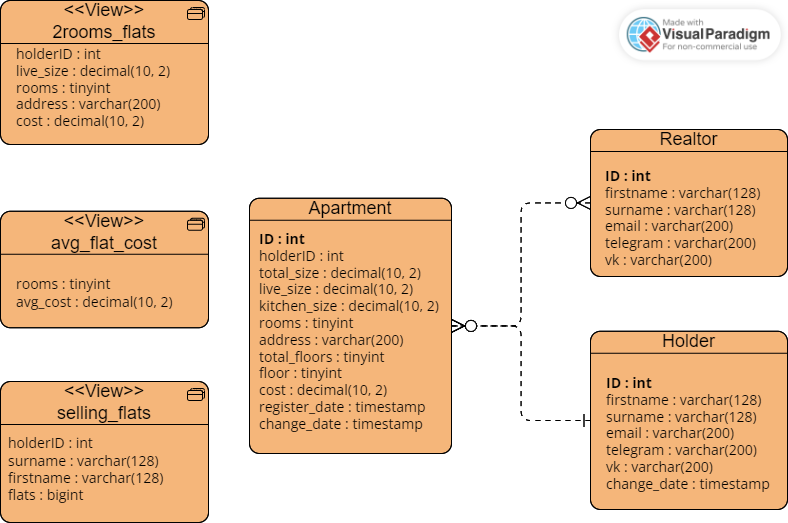 <<View>>
2rooms_flats
holderID : int
live_size : decimal(10, 2)
rooms : tinyint
address : varchar(200)
cost : decimal(10, 2)
Made with
VisualParadigm
For non-commercial use
<<View>>
avg_flat_cost
rooms : tinyint
avg_cost : decimal(10, 2)
<<View>>
selling_flats
holderID : int
surname : varchar(128)
firstname : varchar(128)
flats : bigint
Apartment
ID : int
holderID : int
total_size : decimal(10, 2)
live_size : decimal(10, 2)
kitchen_size : decimal(10, 2)
rooms : tinyint
address : varchar(200)
total_floors : tinyint
floor : tinyint
cost : decimal(10, 2)
register_date : timestamp
change_date : timestamp
Realtor
ID : int
firstname : varchar(128)
surname : varchar(128)
email : varchar(200)
telegram : varchar(200)
vk : varchar(200)
Holder
ID : int
firstname : varchar(128)
surname : varchar(128)
email : varchar(200)
telegram : varchar(200)
vk : varchar(200)
change_date : timestamp